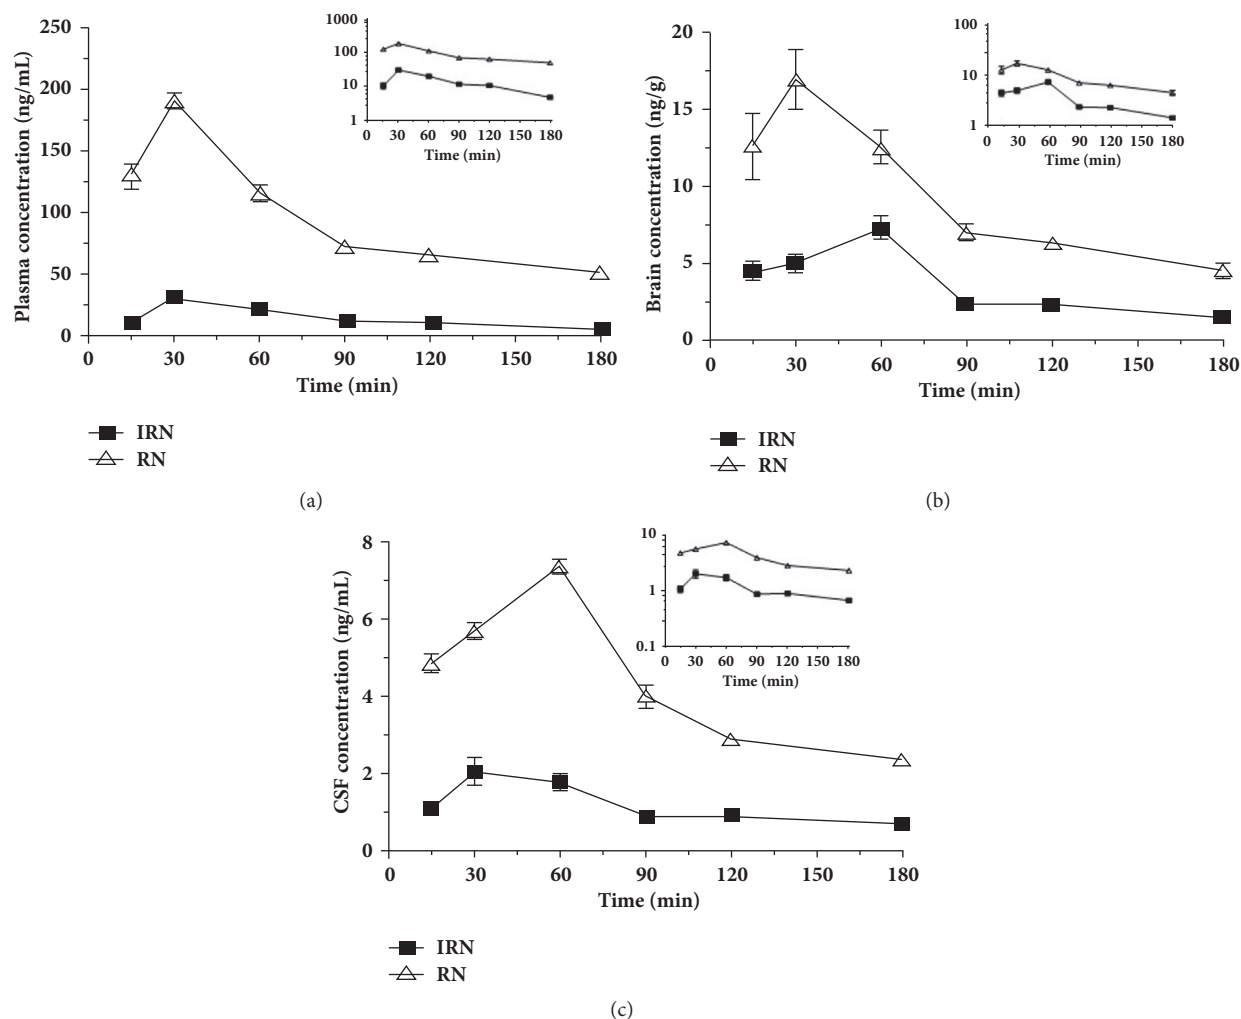 Plasma concentration (ng/mL)
250
200
150
100
50
0
0 30 60 90 120 150 180
Time (min)
1000
100
10
1
0 30 60 90 120 150 180
Time (min)
IRN
RN
(a)
Brain concentration (ng/g)
20
15
10
5
0
0 30 60 90 120 150 180
Time (min)
100
10
1
0 30 60 90 120 150 180
Time (min)
IRN
RN
(b)
CSF concentration (ng/mL)
8
6
4
2
0
0 30 60 90 120 150 180
Time (min)
10
1
0.1
0 30 60 90 120 150 180
Time (min)
IRN
RN
(c)